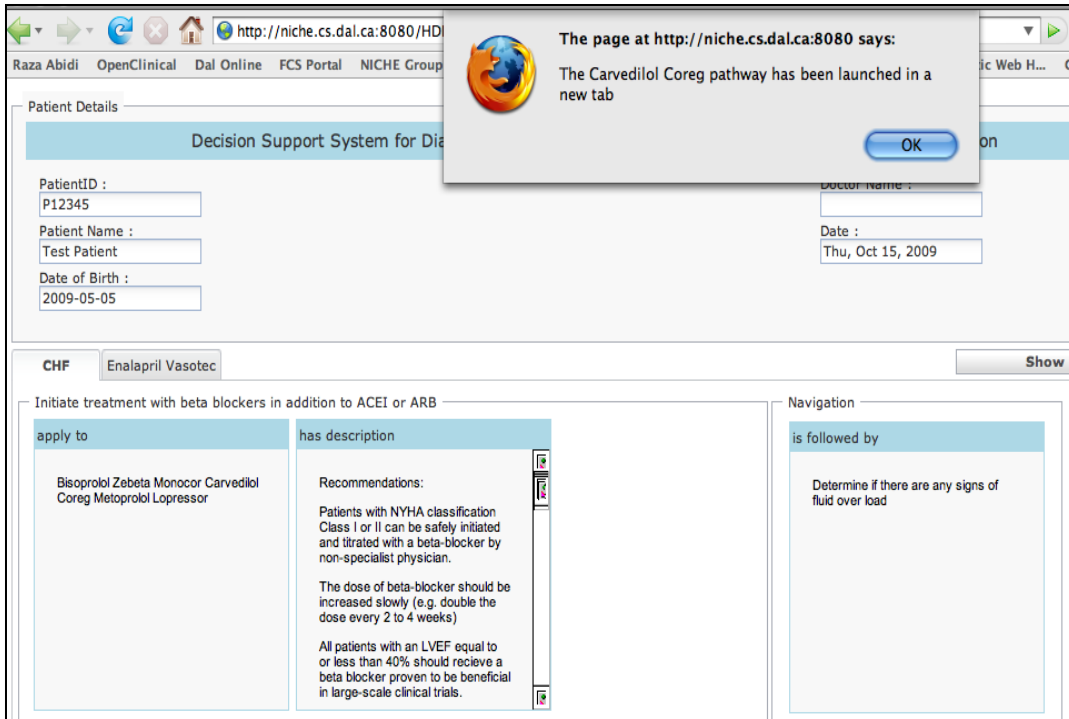 http://niche.cs.dal.ca:8080/HDI
Raza Abidi OpenClinical Dal Online FCS Portal NICHE Group
tic Web H...
The page at http://niche.cs.dal.ca:8080 says:
The Carvedilol Coreg pathway has been launched in a
new tab
OK
Patient Details
Decision Support System for Dia
on
PatientID :
P12345
Patient Name :
Test Patient
Date of Birth :
2009-05-05
Doctor Name :
Date :
Thu, Oct 15, 2009
CHF
Enalapril Vasotec
Show
Initiate treatment with beta blockers in addition to ACEI or ARB
apply to
Bisoprolol Zebeta Monocor Carvedilol
Coreg Metoprolol Lopressor
has description
Recommendations:
Patients with NYHA classification
Class I or II can be safely initiated
and titrated with a beta-blocker by
non-specialist physician.
The dose of beta-blocker should be
increased slowly (e.g. double the
dose every 2 to 4 weeks)
All patients with an LVEF equal to
or less than 40% should recieve a
beta blocker proven to be beneficial
in large-scale clinical trials.
Navigation
is followed by
Determine if there are any signs of
fluid over load